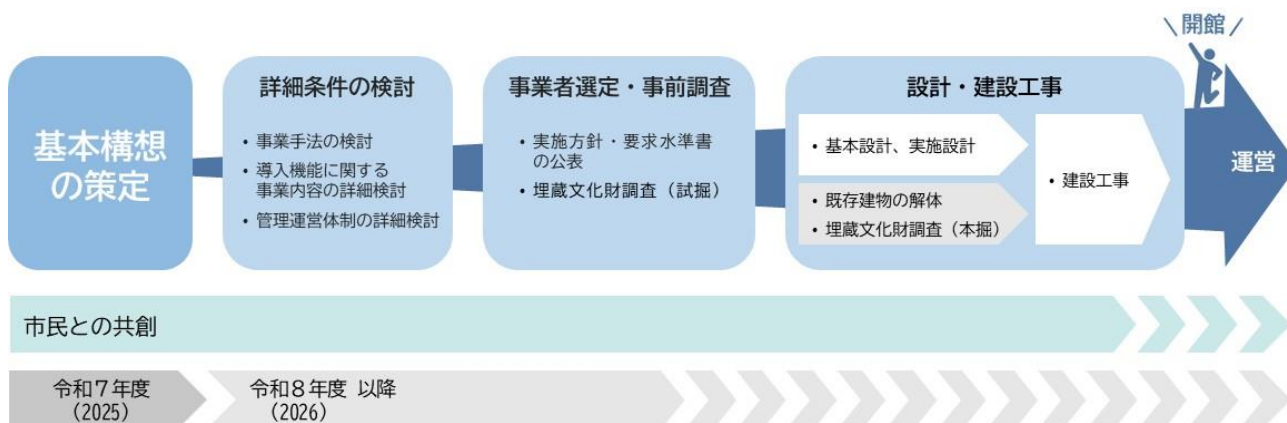 ＼開館／
基本構想
の策定
詳細条件の検討
• 事業手法の検討
• 導入機能に関する
事業内容の詳細検討
• 管理運営体制の詳細検討
事業者選定・事前調査
• 実施方針・要求水準書
の公表
• 埋蔵文化財調査（試掘）
設計・建設工事
• 基本設計、実施設計
• 既存建物の解体
• 埋蔵文化財調査（本掘）
• 建設工事
運営
市民との共創
令和７年度
（2025）
令和８年度 以降
（2026）